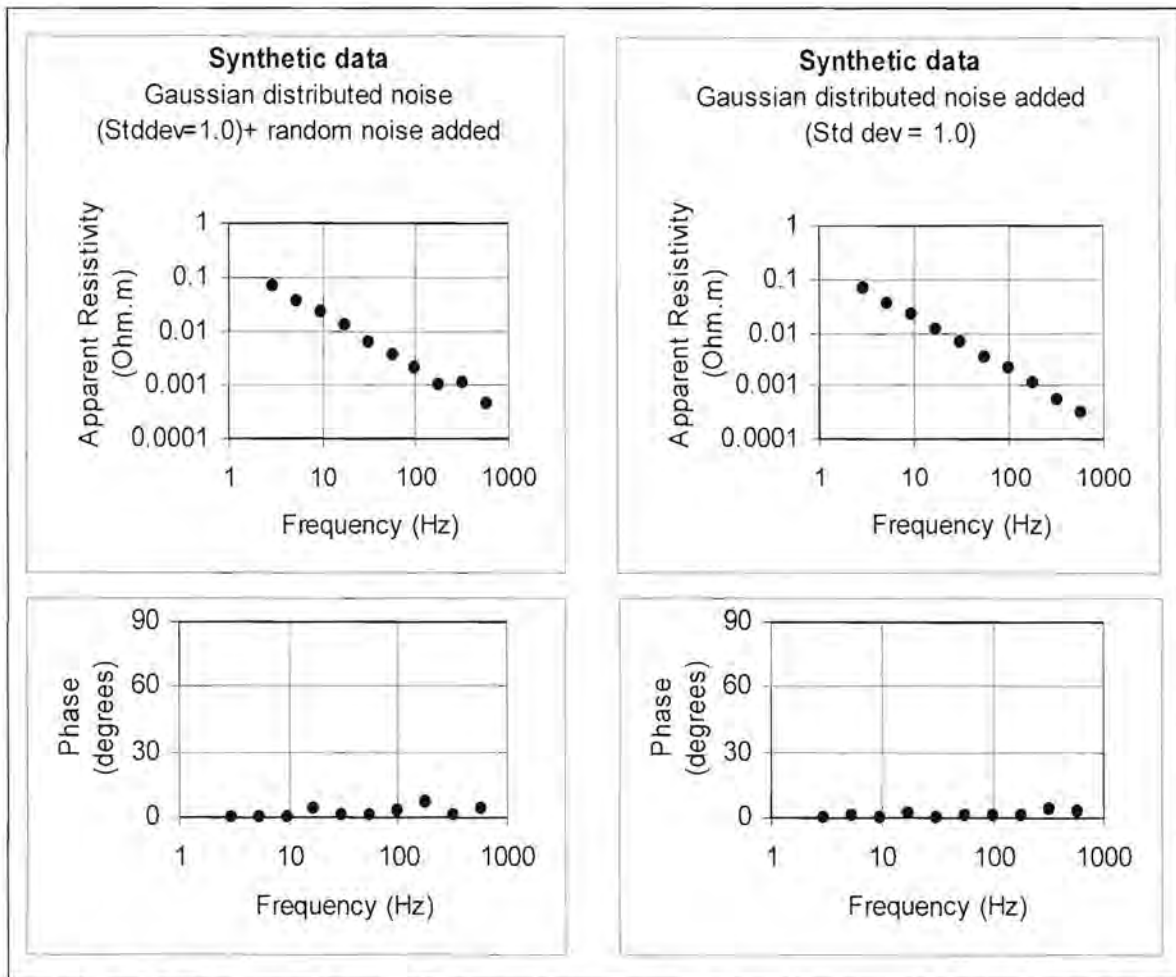 Synthetic data
Gaussian distributed noise
(Stddev=1.0)+ random noise added
Apparent Resistivity
(Ohm.m)
1
0.1
0.01
0.001
0.0001
1 10 100 1000
Frequency (Hz)
Synthetic data
Gaussian distributed noise added
(Std dev = 1.0)
Apparent Resistivity
(Ohm.m)
1
0.1
0.01
0.001
0.0001
1 10 100 1000
Frequency (Hz)
Phase
(degrees)
90
60
30
0
1 10 100 1000
Frequency (Hz)
Phase
(degrees)
90
60
30
0
1 10 100 1000
Frequency (Hz)